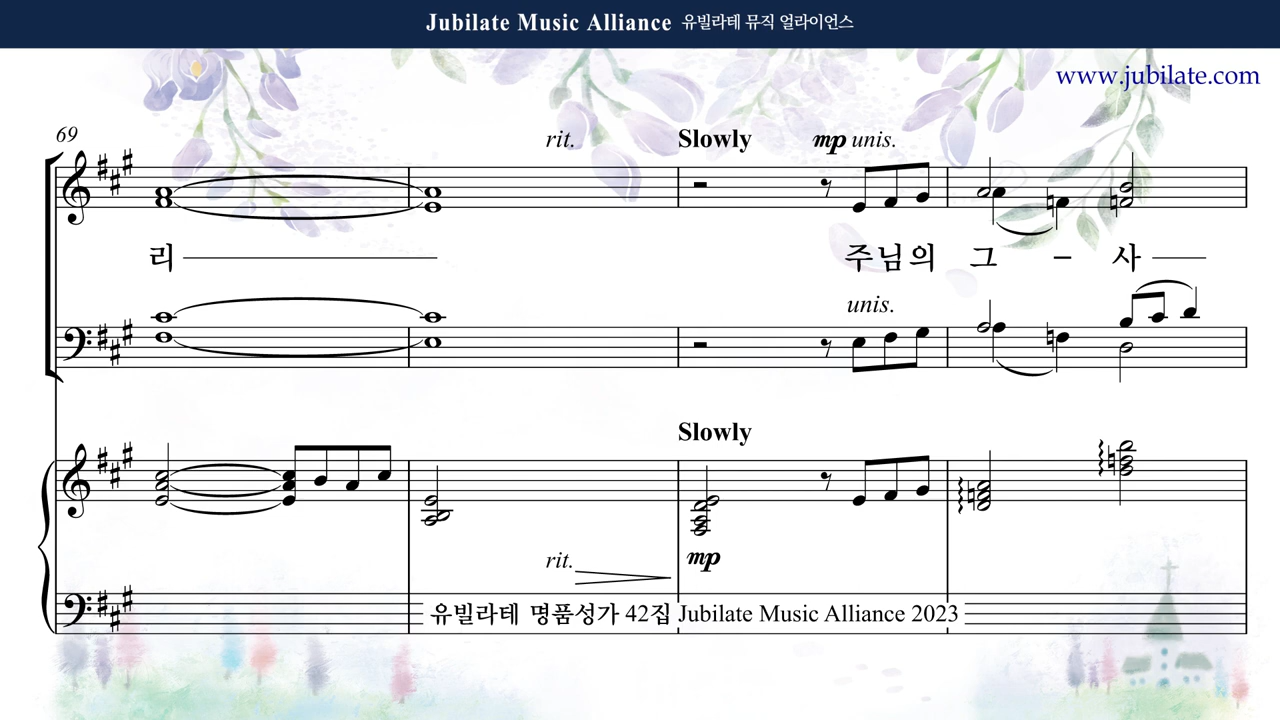 Jubilate Music Alliance 유빌라테 뮤직 얼라이언스
www.jubilate.com
69
rit. Slowly mp unis.
리 주님의 그 - 사
unis.
Slowly
rit. mp
유빌라테 명품성가 42집 Jubilate Music Alliance 2023